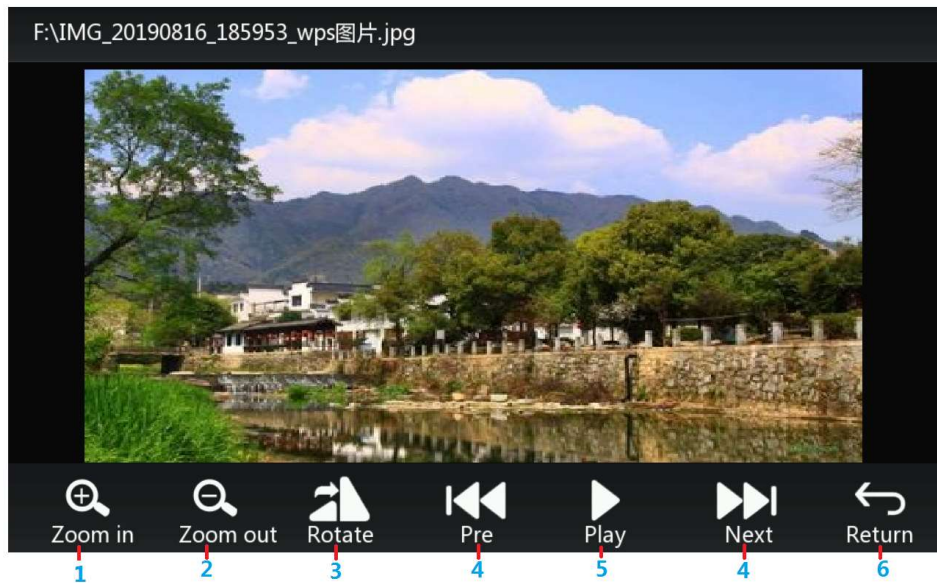 F:\IMG_20190816_185953_wps图片.jpg
Zoom in Zoom out Rotate Pre Play Next Return
1 2 3 4 5 4 6